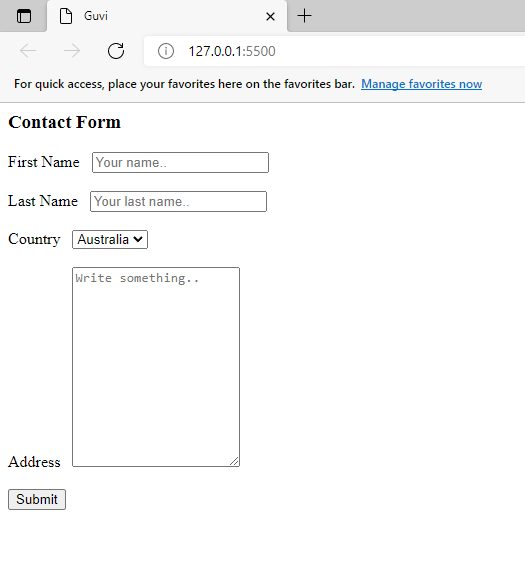 Guvi
127.0.0.1:5500
For quick access, place your favorites here on the favorites bar. Manage favorites now
Contact Form
First Name Your name..
Last Name Your last name..
Country Australia
Write something..
Address
Submit